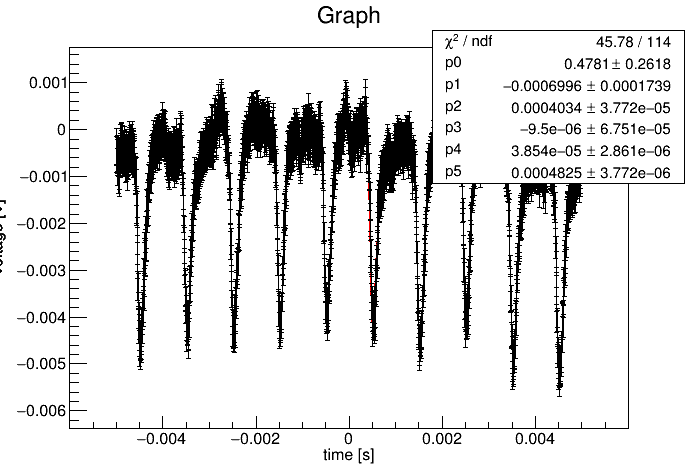 Graph
χ² / ndf 45.78 / 114
p0 0.4781 ± 0.2618
p1 −0.0006996 ± 0.0001739
p2 0.0004034 ± 3.772e−05
p3 −9.5e−06 ± 6.751e−05
p4 3.854e−05 ± 2.861e−06
p5 0.0004825 ± 3.772e−06
0.001
0
−0.001
−0.002
−0.003
−0.004
−0.005
−0.006
−0.004 −0.002 0 0.002 0.004
time [s]